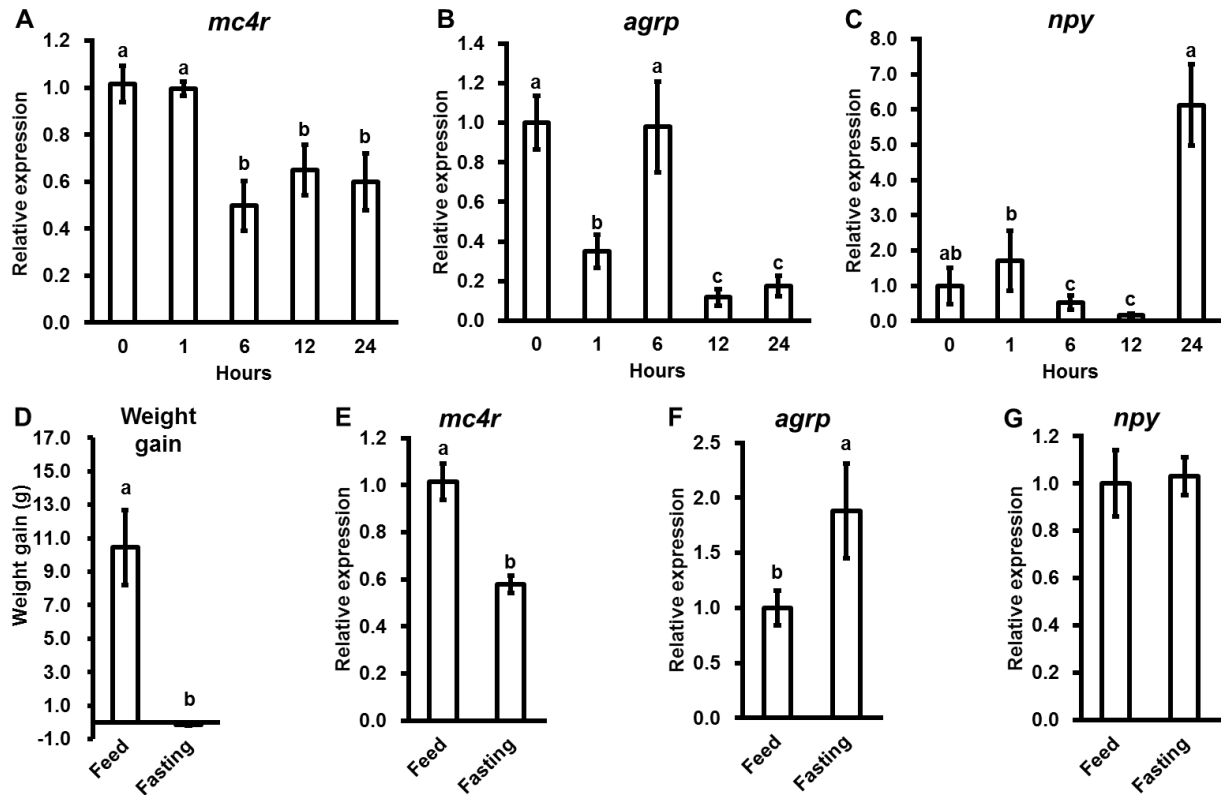 A
mc4r
Relative expression
1.2
1.0
0.8
0.6
0.4
0.2
0.0
a
a
b
b
b
0 1 6 12 24
Hours
B
agrp
Relative expression
1.4
1.2
1.0
0.8
0.6
0.4
0.2
0.0
a
b
a
c
c
0 1 6 12 24
Hours
C
npy
Relative expression
8.0
7.0
6.0
5.0
4.0
3.0
2.0
1.0
0.0
ab
b
c
c
a
0 1 6 12 24
Hours
D
Weight
gain
Weight gain (g)
17.0
15.0
13.0
11.0
9.0
7.0
5.0
3.0
1.0
-1.0
a
b
Feed
Fasting
E
mc4r
Relative expression
1.2
1.0
0.8
0.6
0.4
0.2
0.0
a
b
Feed
Fasting
F
agrp
Relative expression
2.5
2.0
1.5
1.0
0.5
0.0
b
a
Feed
Fasting
G
npy
Relative expression
1.2
1.0
0.8
0.6
0.4
0.2
0.0
Feed
Fasting